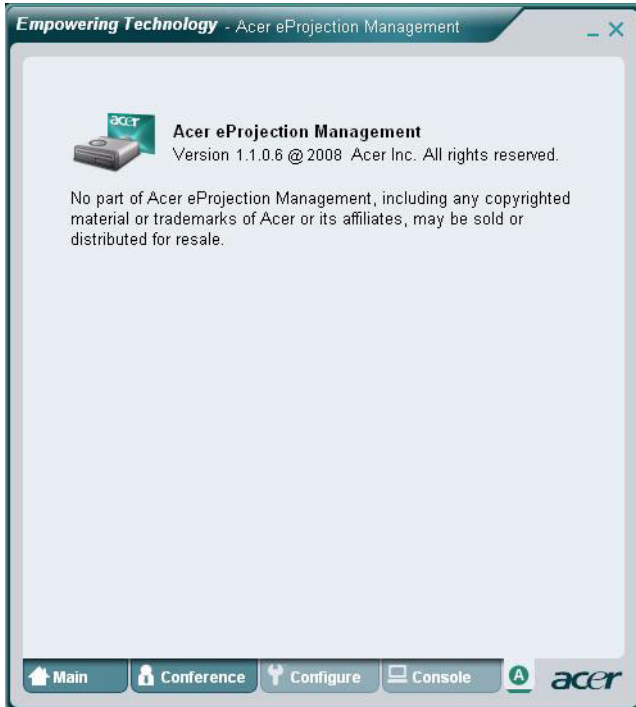 Empowering Technology - Acer eProjection Management
acer
Acer eProjection Management
Version 1.1.0.6 @ 2008 Acer Inc. All rights reserved.
No part of Acer eProjection Management, including any copyrighted
material or trademarks of Acer or its affiliates, may be sold or
distributed for resale.
Main
Conference
Configure
Console
A
acer